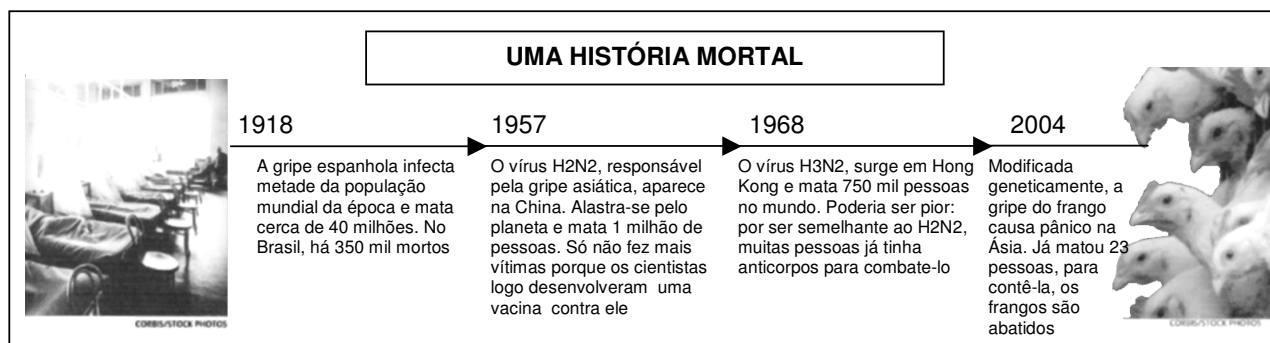 UMA HISTÓRIA MORTAL
1918
A gripe espanhola infecta
metade da população
mundial da época e mata
cerca de 40 milhões. No
Brasil, há 350 mil mortos
1957
O vírus H2N2, responsável
pela gripe asiática, aparece
na China. Alastra-se pelo
planeta e mata 1 milhão de
pessoas. Só não fez mais
vítimas porque os cientistas
logo desenvolveram uma
vacina contra ele
1968
O vírus H3N2, surge em Hong
Kong e mata 750 mil pessoas
no mundo. Poderia ser pior:
por ser semelhante ao H2N2,
muitas pessoas já tinha
anticorpos para combate-lo
2004
Modificada
geneticamente, a
gripe do frango
causa pânico na
Ásia. Já matou 23
pessoas, para
contê-la, os
frangos são
abatidos
CORBIS/STOCK PHOTOS
CORBIS/STOCK PHOTOS